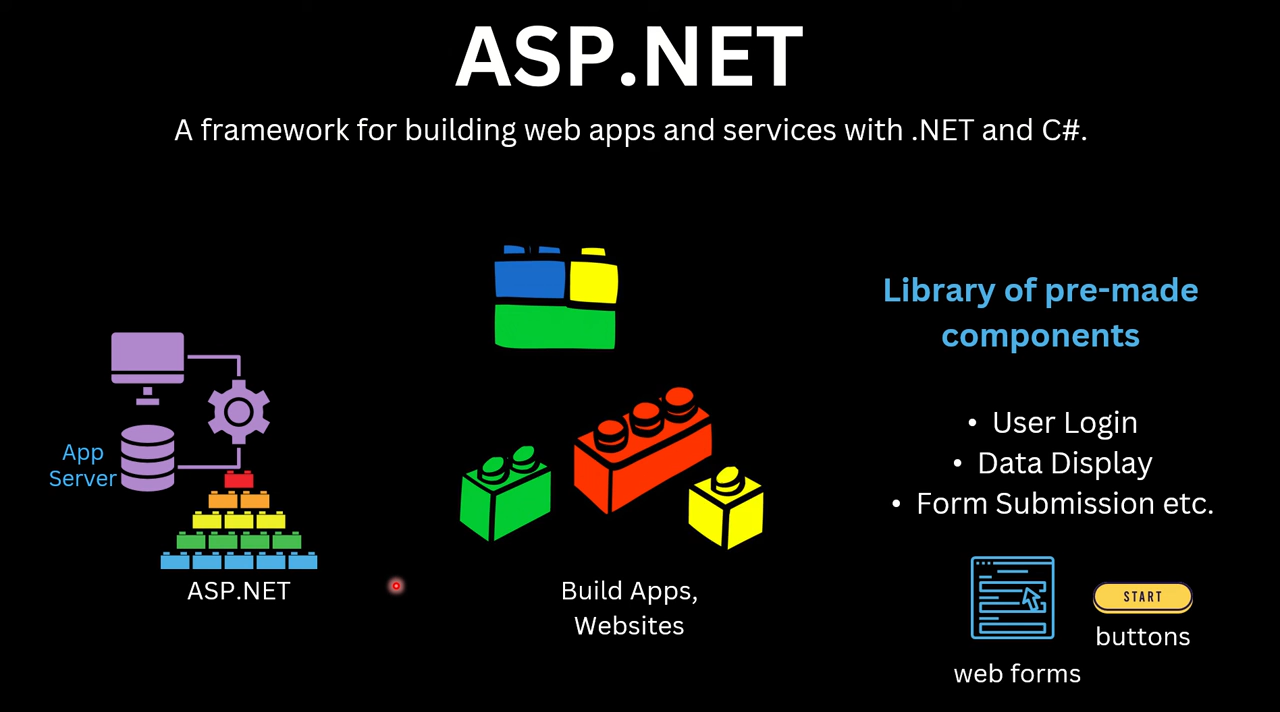 ASP.NET
A framework for building web apps and services with .NET and C#.
App
Server
ASP.NET
Build Apps,
Websites
Library of pre-made
components
• User Login
• Data Display
• Form Submission etc.
START
buttons
web forms